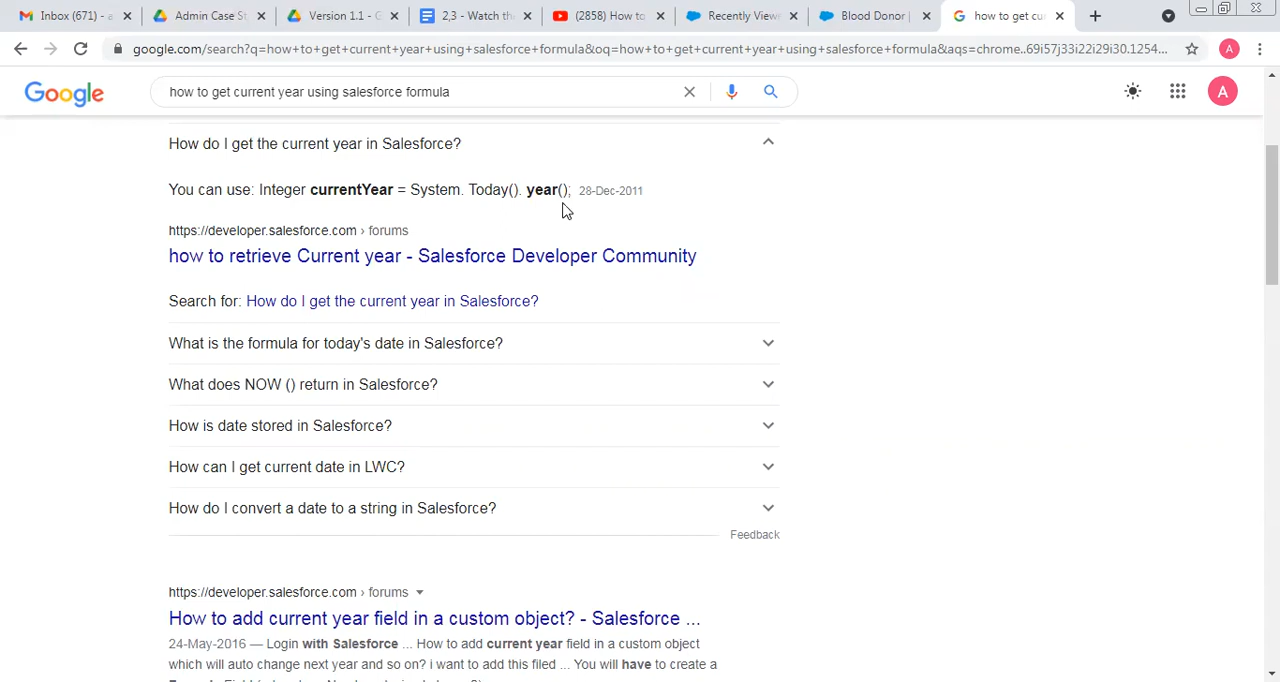 Inbox (671) - a
Admin Case St
Version 1.1 - G
2,3 - Watch the
(2858) How to
Recently View
Blood Donor |
how to get cu
google.com/search?q=how+to+get+current+year+using+salesforce+formula&oq=how+to+get+current+year+using+salesforce+formula&aqs=chrome..69i57j33i22i29i30.1254...
A
Google
how to get current year using salesforce formula
A
How do I get the current year in Salesforce?
You can use: Integer currentYear = System. Today(). year(); 28-Dec-2011
https://developer.salesforce.com › forums
how to retrieve Current year - Salesforce Developer Community
Search for: How do I get the current year in Salesforce?
What is the formula for today's date in Salesforce?
What does NOW () return in Salesforce?
How is date stored in Salesforce?
How can I get current date in LWC?
How do I convert a date to a string in Salesforce?
Feedback
https://developer.salesforce.com › forums
How to add current year field in a custom object? - Salesforce ...
24-May-2016 — Login with Salesforce ... How to add current year field in a custom object
which will auto change next year and so on? i want to add this filed ... You will have to create a